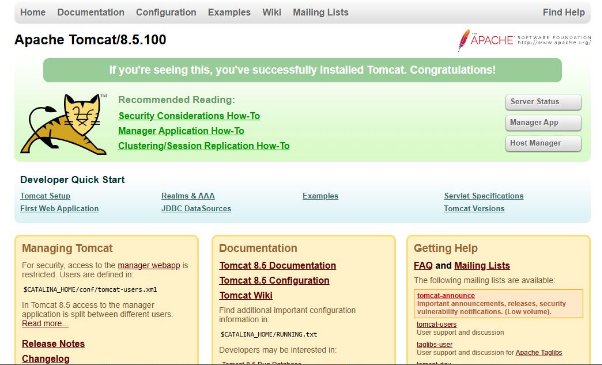 Home Documentation Configuration Examples Wiki Mailing Lists Find Help
Apache Tomcat/8.5.100
APACHE SOFTWARE FOUNDATION
http://www.apache.org/
If you're seeing this, you've successfully installed Tomcat. Congratulations!
TM
Recommended Reading:
Security Considerations How-To
Manager Application How-To
Clustering/Session Replication How-To
Server Status
Manager App
Host Manager
Developer Quick Start
Tomcat Setup
First Web Application
Realms & AAA
JDBC DataSources
Examples
Servlet Specifications
Tomcat Versions
Managing Tomcat
For security, access to the manager webapp is
restricted. Users are defined in:
$CATALINA_HOME/conf/tomcat-users.xml
In Tomcat 8.5 access to the manager
application is split between different users.
Read more...
Release Notes
Changelog
Documentation
Tomcat 8.5 Documentation
Tomcat 8.5 Configuration
Tomcat Wiki
Find additional important configuration
information in:
$CATALINA_HOME/RUNNING.txt
Developers may be interested in:
Getting Help
FAQ and Mailing Lists
The following mailing lists are available:
tomcat-announce
Important announcements, releases, security
vulnerability notifications. (Low volume).
tomcat-users
User support and discussion
taglibs-user
User support and discussion for Apache Taglibs